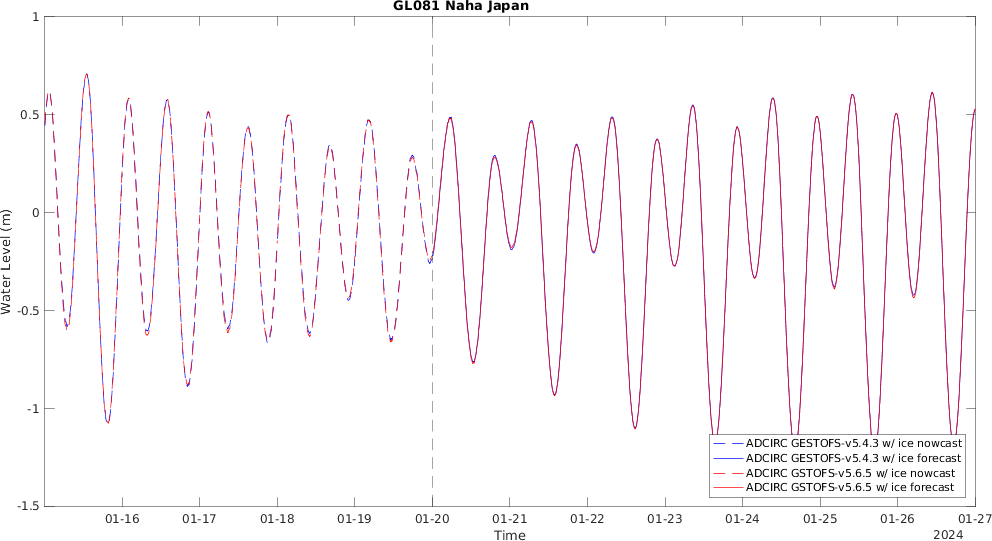 GL081 Naha Japan
1
0.5
0
-0.5
-1
-1.5
Water Level (m)
01-16 01-17 01-18 01-19 01-20 01-21 01-22 01-23 01-24 01-25 01-26 01-27
Time
2024
ADCIRC GESTOFS-v5.4.3 w/ ice nowcast
ADCIRC GESTOFS-v5.4.3 w/ ice forecast
ADCIRC GSTOFS-v5.6.5 w/ ice nowcast
ADCIRC GSTOFS-v5.6.5 w/ ice forecast